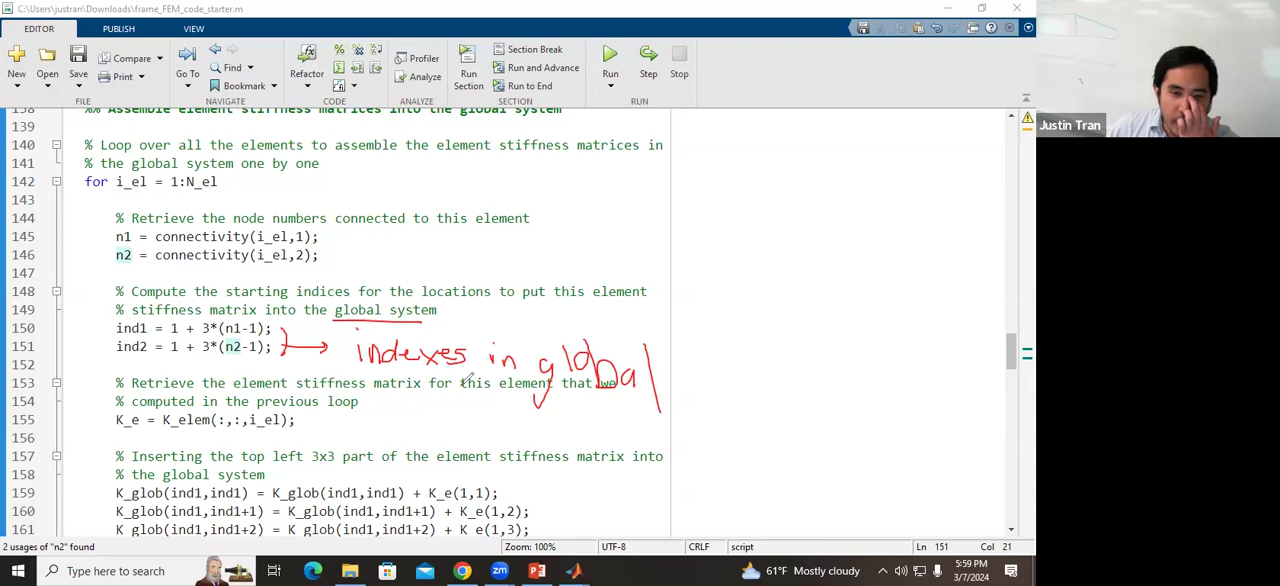 C:\Users\justran\Downloads\frame_FEM_code_starter.m
EDITOR PUBLISH VIEW
New Open Save Compare Print Go To Find Bookmark Refactor Profiler Analyze Run Section Section Break Run and Advance Run to End Run Step Stop
FILE NAVIGATE CODE ANALYZE SECTION RUN
Justin Tran
138 %% Assemble element stiffness matrices into the global system
139
140 % Loop over all the elements to assemble the element stiffness matrices in
141 % the global system one by one
142 for i_el = 1:N_el
143
144 % Retrieve the node numbers connected to this element
145 n1 = connectivity(i_el,1);
146 n2 = connectivity(i_el,2);
147
148 % Compute the starting indices for the locations to put this element
149 % stiffness matrix into the global system
150 ind1 = 1 + 3*(n1-1);
151 ind2 = 1 + 3*(n2-1);
indexes in global
152
153 % Retrieve the element stiffness matrix for this element that we
154 % computed in the previous loop
155 K_e = K_elem(:,:,i_el);
156
157 % Inserting the top left 3x3 part of the element stiffness matrix into
158 % the global system
159 K_glob(ind1,ind1) = K_glob(ind1,ind1) + K_e(1,1);
160 K_glob(ind1,ind1+1) = K_glob(ind1,ind1+1) + K_e(1,2);
161 K_glob(ind1,ind1+2) = K_glob(ind1,ind1+2) + K_e(1,3);
2 usages of "n2" found Zoom: 100% UTF-8 CRLF script Ln 151 Col 21
Type here to search 61°F Mostly cloudy 5:59 PM
3/7/2024